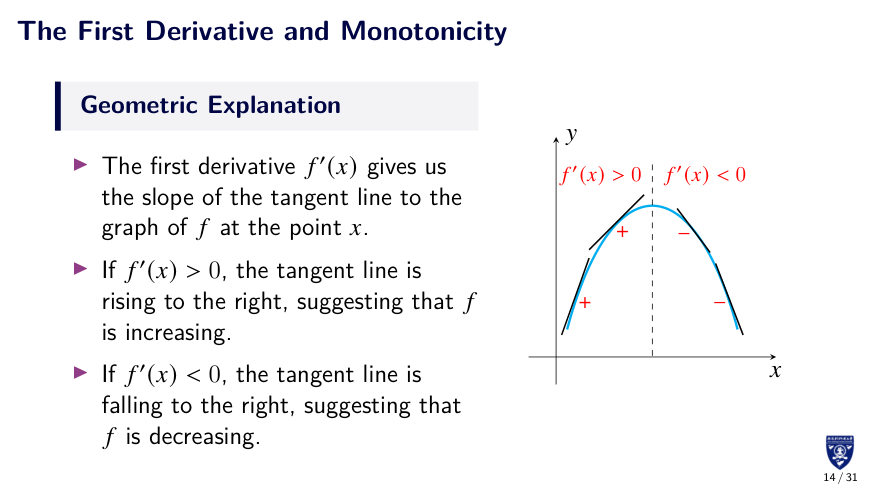 The First Derivative and Monotonicity
Geometric Explanation
▶ The first derivative f′(x) gives us
the slope of the tangent line to the
graph of f at the point x.
▶ If f′(x) > 0, the tangent line is
rising to the right, suggesting that f
is increasing.
▶ If f′(x) < 0, the tangent line is
falling to the right, suggesting that
f is decreasing.
y
f′(x) > 0 f′(x) < 0
+ −
+ −
x
14 / 31